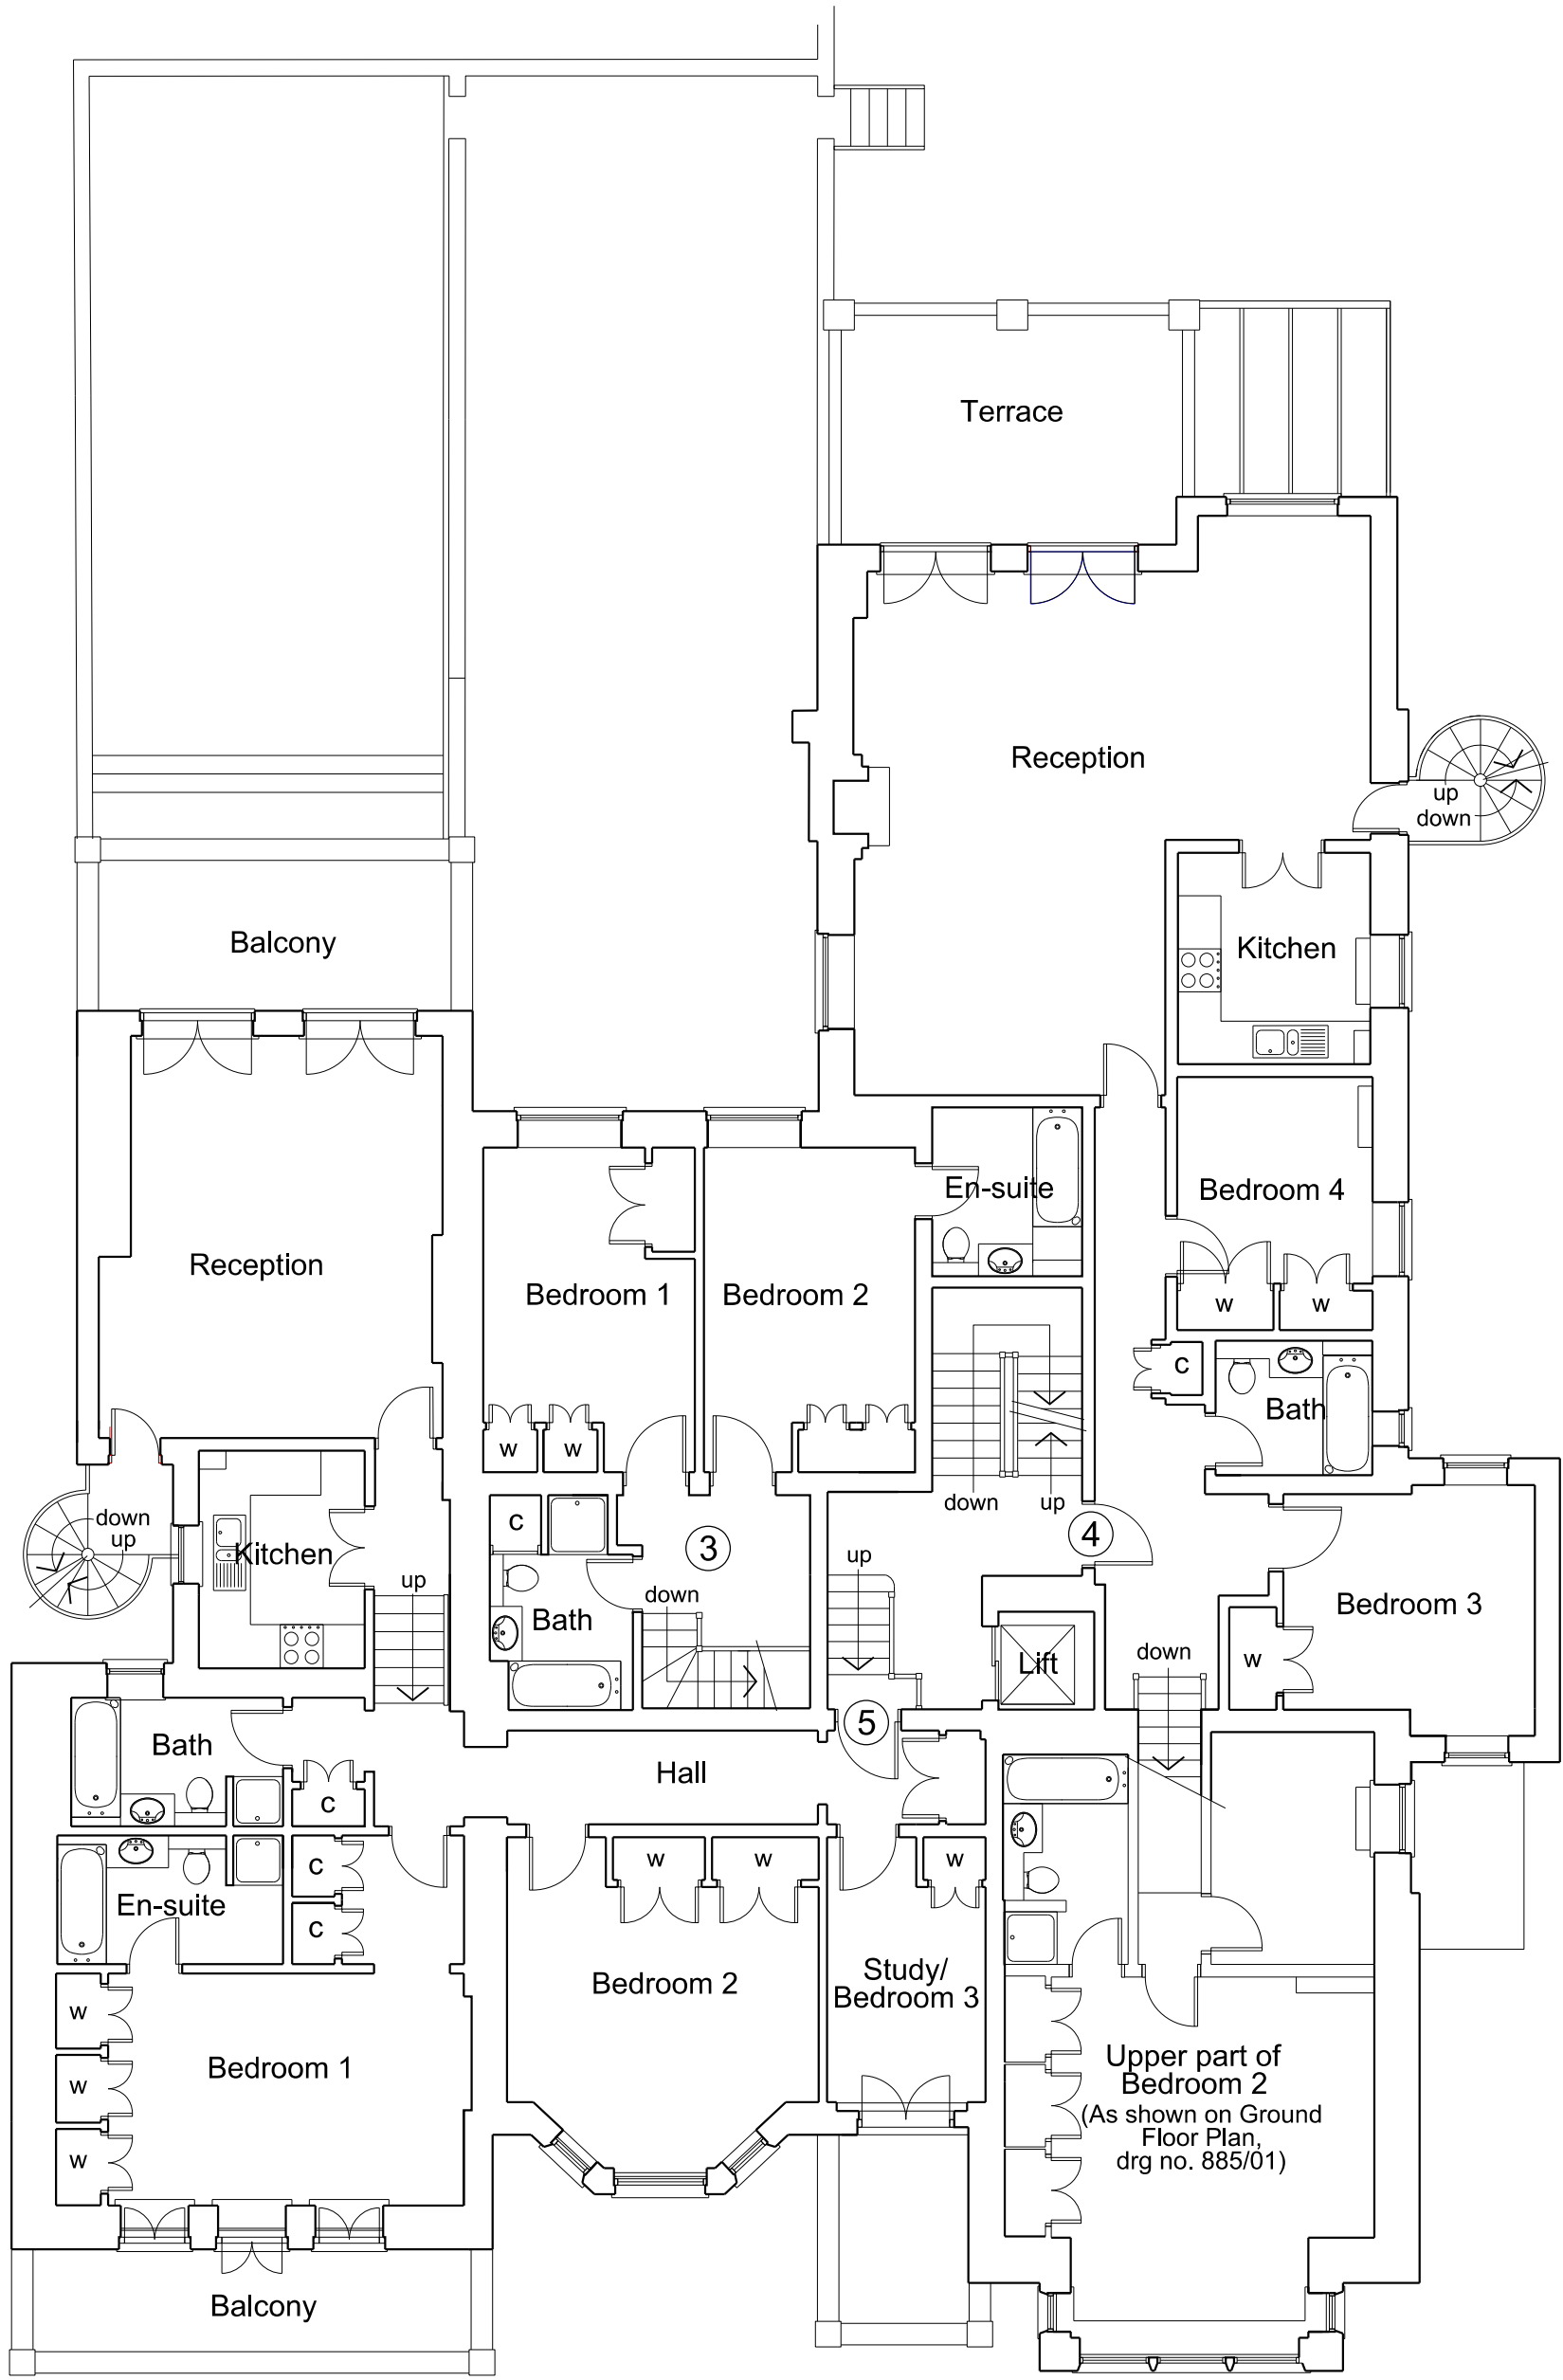 Terrace
Reception
up
down
Balcony
Kitchen
En-suite
Bedroom 4
Reception
Bedroom 1
Bedroom 2
w
w
c
Bath
w
w
down
up
down
up
c
3
4
Kitchen
up
up
down
Bath
Bedroom 3
down
Lift
w
5
Bath
Hall
c
w
w
w
c
En-suite
c
Bedroom 2
Study/
Bedroom 3
w
w
w
Bedroom 1
Upper part of
Bedroom 2
(As shown on Ground
Floor Plan,
drg no. 885/01)
Balcony